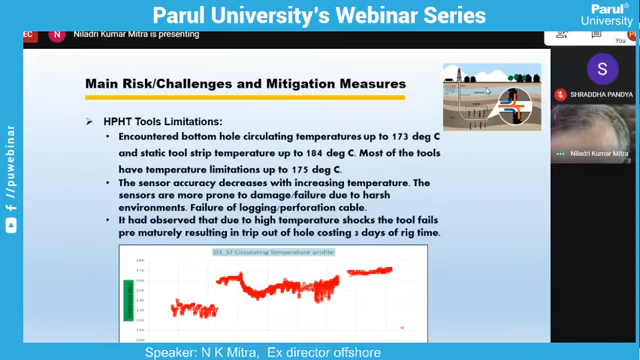 Parul University's Webinar Series
Parul®
University
EC
N
Niladri Kumar Mitra is presenting
You
Main Risk/Challenges and Mitigation Measures
S
SHRADDHA PANDYA
Niladri Kumar Mitra
HPHT Tools Limitations:
Encountered bottom hole circulating temperatures up to 173 deg C
and static tool strip temperature up to 184 deg C. Most of the tools
have temperature limitations up to 175 deg C.
The sensor accuracy decreases with increasing temperature. The
sensors are more prone to damage/failure due to harsh
environments. Failure of logging/perforation cable.
It had observed that due to high temperature shocks the tool fails
pre maturely resulting in trip out of hole costing 3 days of rig time.
D3_ST Circulating Temperature profile
/puwebinar
Speaker: N K Mitra, Ex director offshore